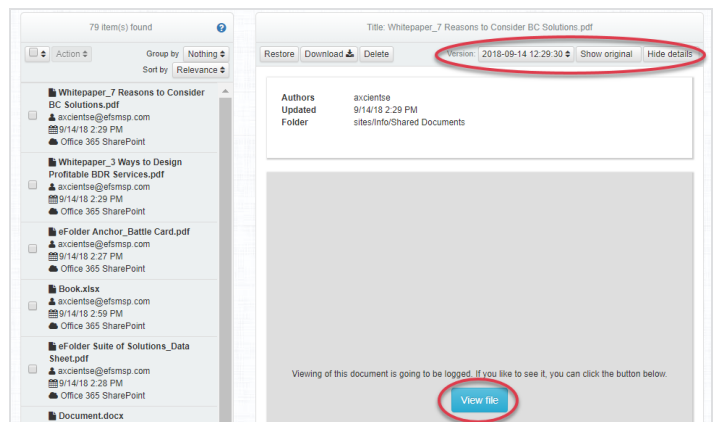 79 item(s) found
?
Action
Group by Nothing
Sort by Relevance
Whitepaper_7 Reasons to Consider
BC Solutions.pdf
axcientse@efsmsp.com
9/14/18 2:29 PM
Office 365 SharePoint
Whitepaper_3 Ways to Design
Profitable BDR Services.pdf
axcientse@efsmsp.com
9/14/18 2:29 PM
Office 365 SharePoint
eFolder Anchor_Battle Card.pdf
axcientse@efsmsp.com
9/14/18 2:27 PM
Office 365 SharePoint
Book.xlsx
axcientse@efsmsp.com
9/14/18 2:59 PM
Office 365 SharePoint
eFolder Suite of Solutions_Data
Sheet.pdf
axcientse@efsmsp.com
9/14/18 2:28 PM
Office 365 SharePoint
Document.docx
Title: Whitepaper_7 Reasons to Consider BC Solutions.pdf
Restore Download Delete Version: 2018-09-14 12:29:30 Show original Hide details
Authors axcientse
Updated 9/14/18 2:29 PM
Folder sites/Info/Shared Documents
Viewing of this document is going to be logged. If you like to see it, you can click the button below.
View file